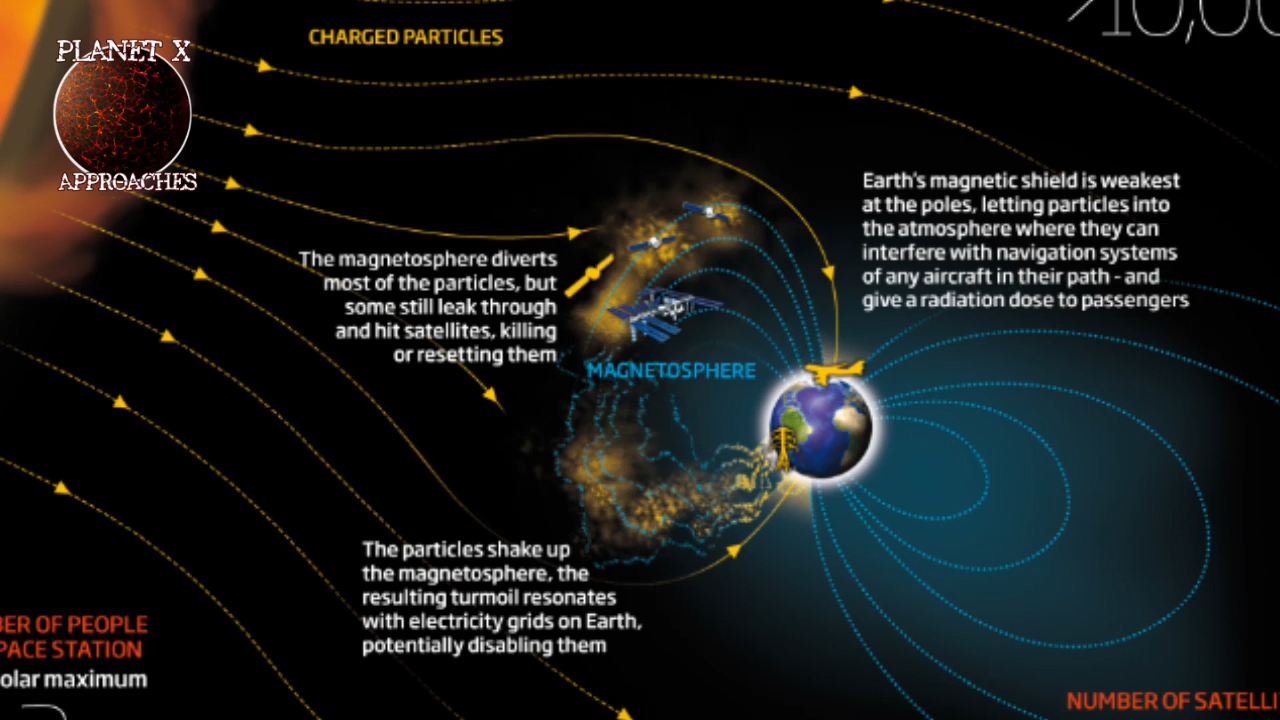 PLANET X
APPROACHES
CHARGED PARTICLES
10,00
Earth's magnetic shield is weakest
at the poles, letting particles into
the atmosphere where they can
interfere with navigation systems
of any aircraft in their path - and
give a radiation dose to passengers
The magnetosphere diverts
most of the particles, but
some still leak through
and hit satellites, killing
or resetting them
MAGNETOSPHERE
The particles shake up
the magnetosphere, the
resulting turmoil resonates
with electricity grids on Earth,
potentially disabling them
BER OF PEOPLE
PACE STATION
olar maximum
NUMBER OF SATELLI